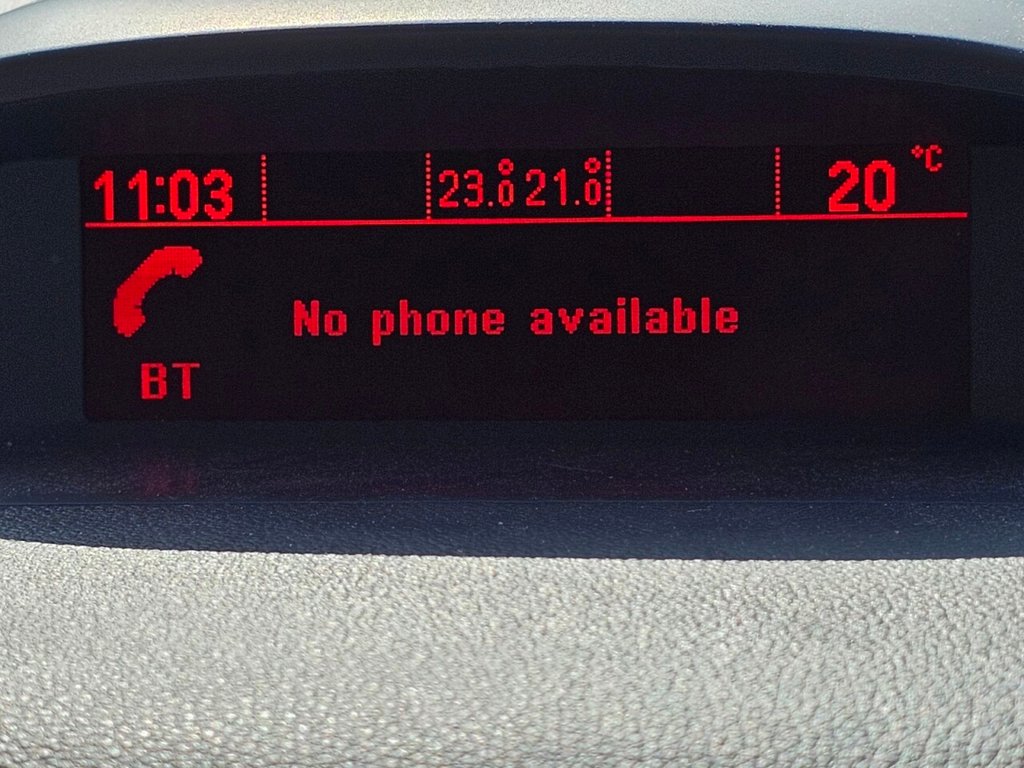 11:03 23.0° 21.0° 20 °C
No phone available
BT